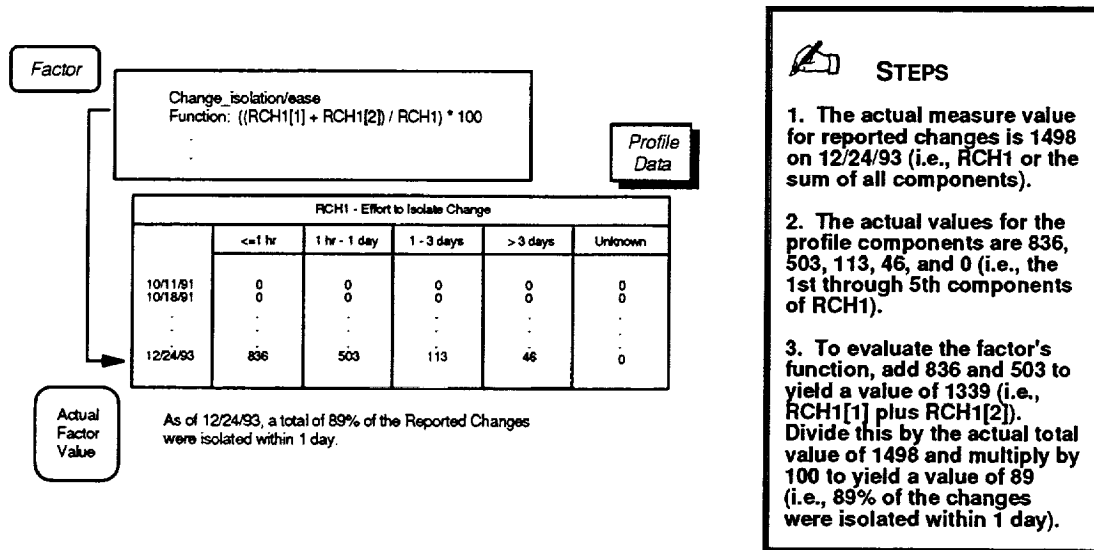 Factor
Change_isolation/ease
Function: ((RCH1[1] + RCH1[2]) / RCH1) * 100
.
.
Profile
Data
RCH1 - Effort to Isolate Change
<=1 hr 1 hr - 1 day 1 - 3 days > 3 days Unknown
10/11/91 0 0 0 0 0
10/18/91 0 0 0 0 0
. . . . . .
. . . . . .
. . . . . .
12/24/93 836 503 113 46 0
Actual
Factor
Value
As of 12/24/93, a total of 89% of the Reported Changes
were isolated within 1 day.
STEPS
1. The actual measure value
for reported changes is 1498
on 12/24/93 (i.e., RCH1 or the
sum of all components).
2. The actual values for the
profile components are 836,
503, 113, 46, and 0 (i.e., the
1st through 5th components
of RCH1).
3. To evaluate the factor's
function, add 836 and 503 to
yield a value of 1339 (i.e.,
RCH1[1] plus RCH1[2]).
Divide this by the actual total
value of 1498 and multiply by
100 to yield a value of 89
(i.e., 89% of the changes
were isolated within 1 day).